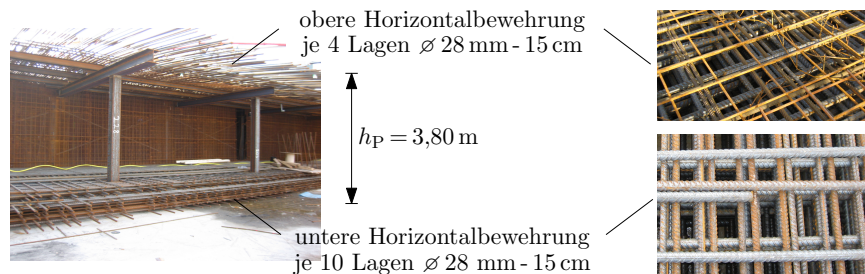 obere Horizontalbewehrung
je 4 Lagen ⌀ 28 mm - 15 cm
hP = 3,80 m
untere Horizontalbewehrung
je 10 Lagen ⌀ 28 mm - 15 cm